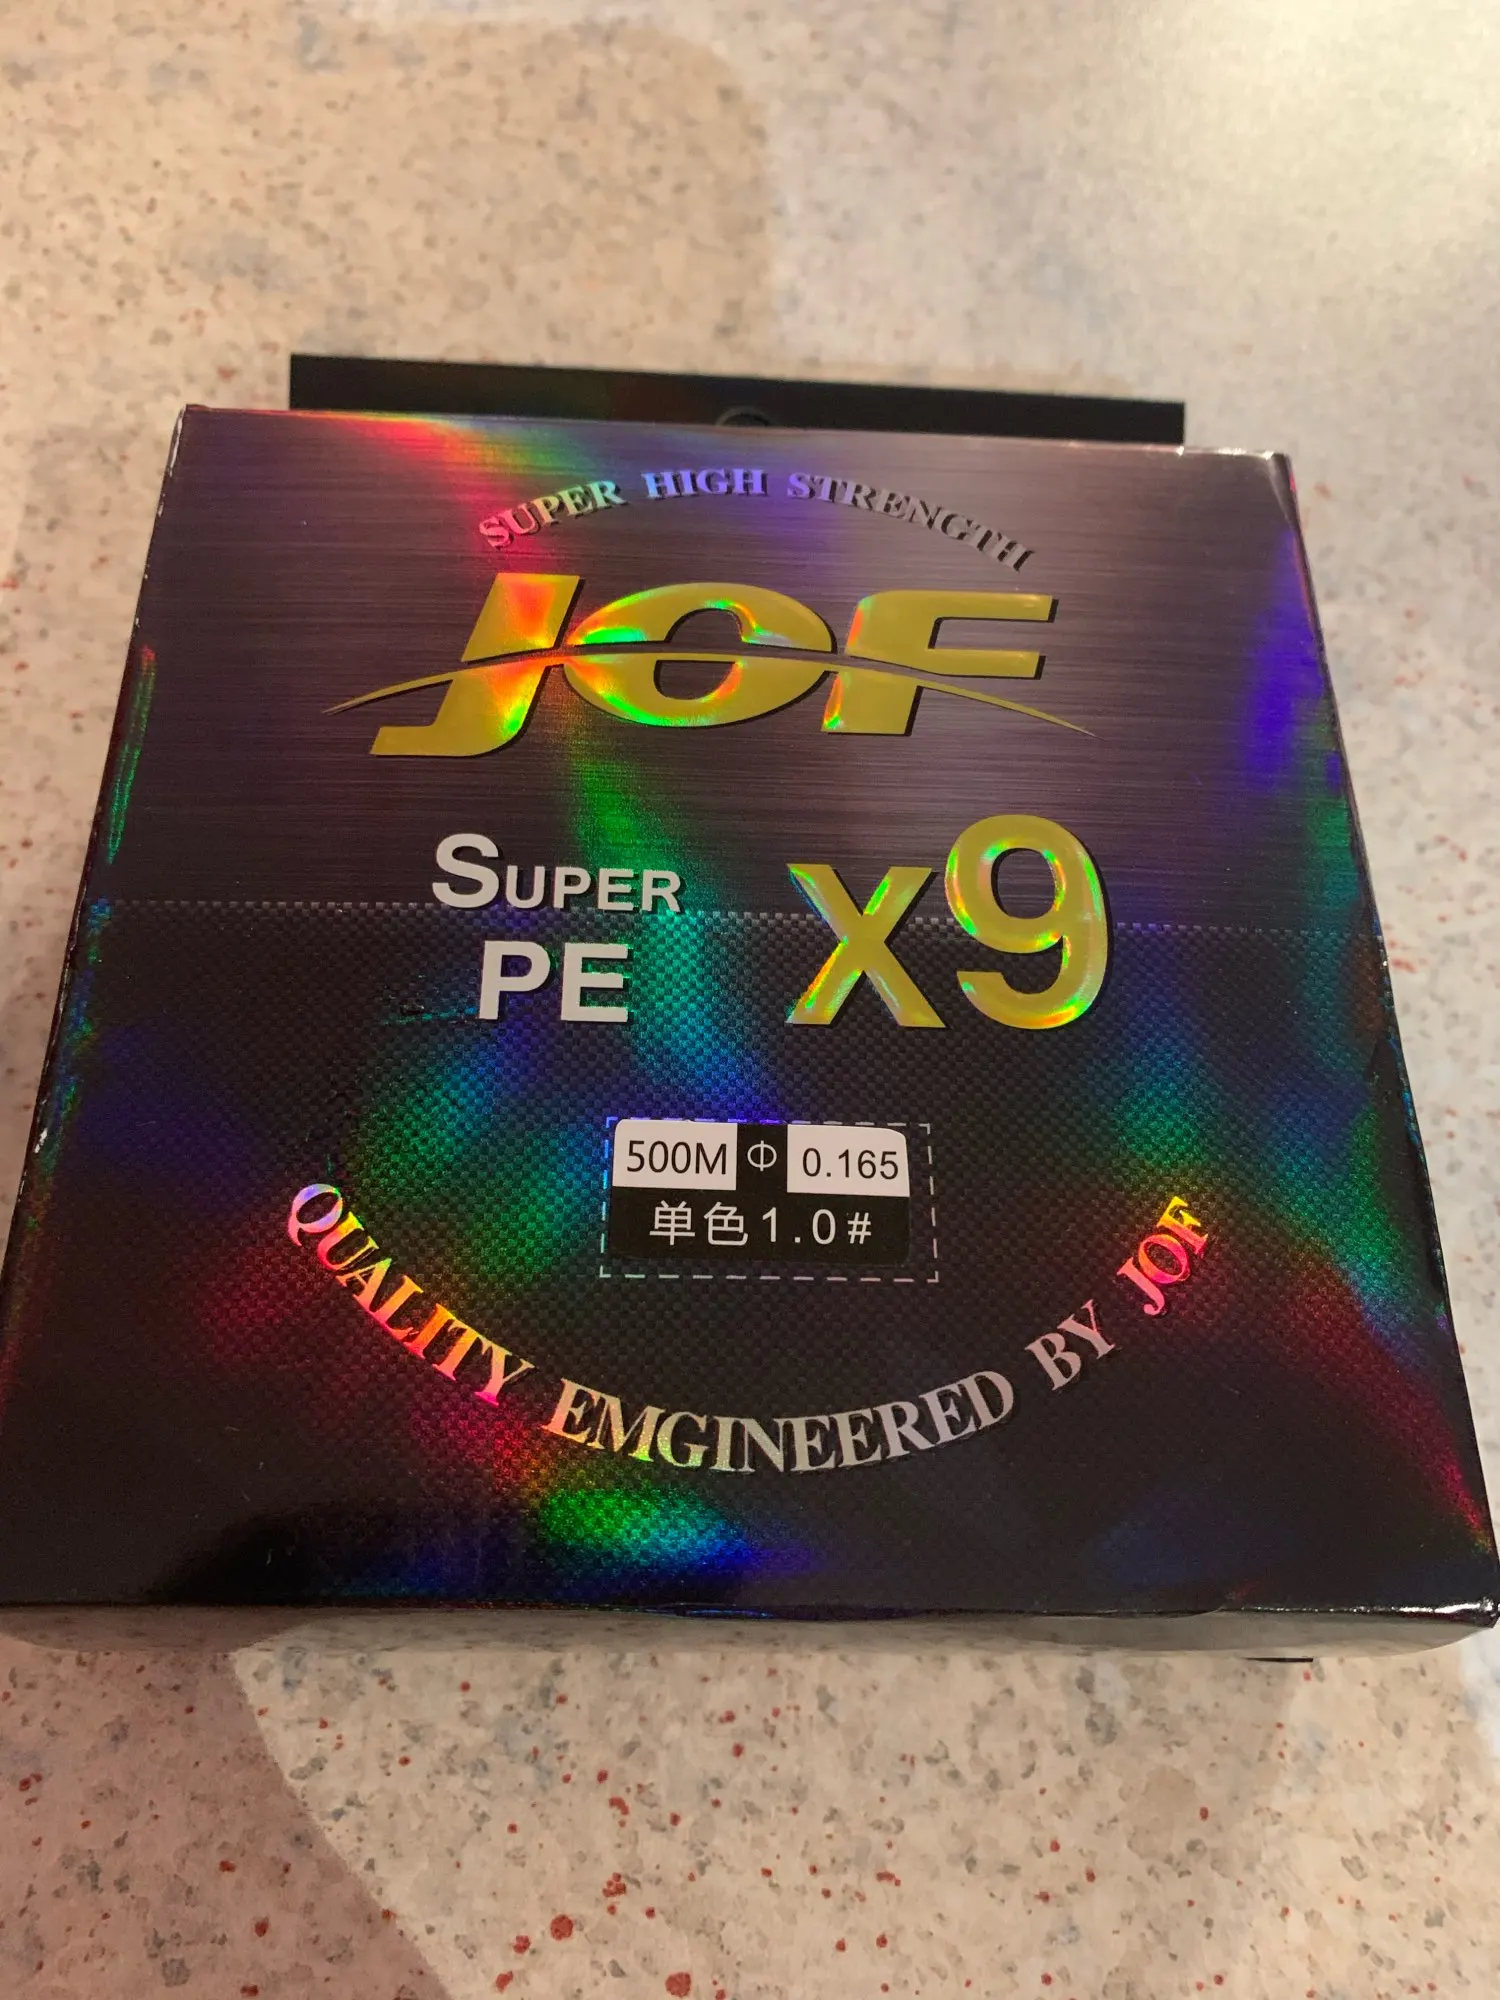 SUPER HIGH STRENGTH
JOF
SUPER
PE
x9
500M Φ 0.165
单色1.0#
QUALITY EMGINEERED BY JOF